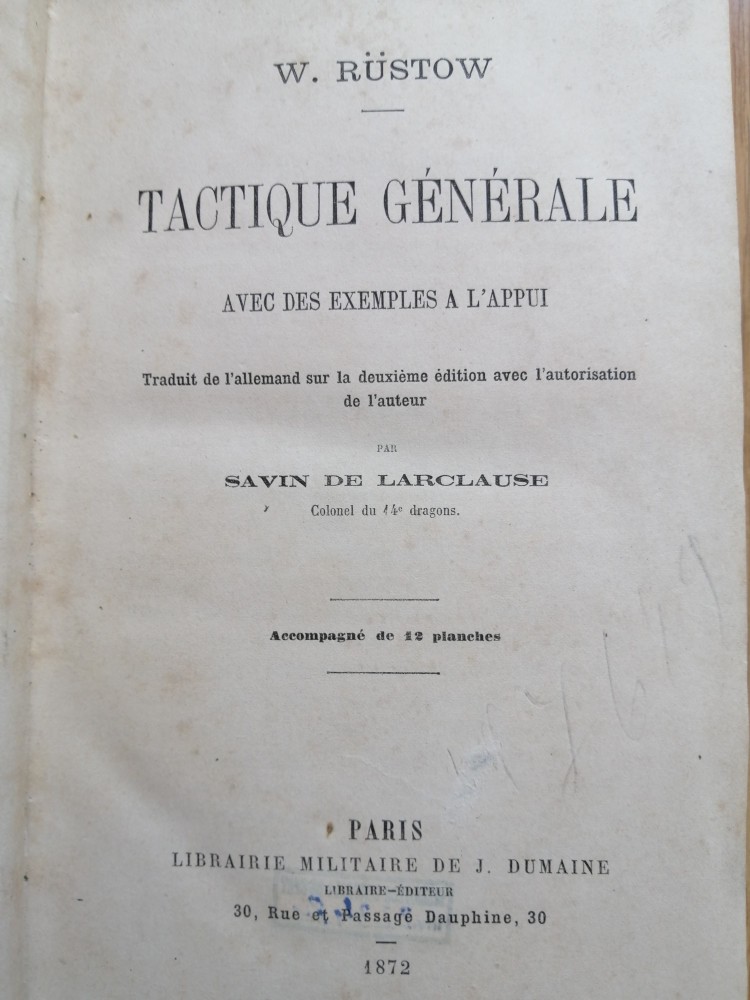 W. RÜSTOW
TACTIQUE GÉNÉRALE
AVEC DES EXEMPLES A L'APPUI
Traduit de l'allemand sur la deuxième édition avec l'autorisation
de l'auteur
PAR
SAVIN DE LARCLAUSE
Colonel du 14e dragons.
Accompagné de 12 planches
PARIS
LIBRAIRIE MILITAIRE DE J. DUMAINE
LIBRAIRE-ÉDITEUR
30, Rue et Passage Dauphine, 30
1872